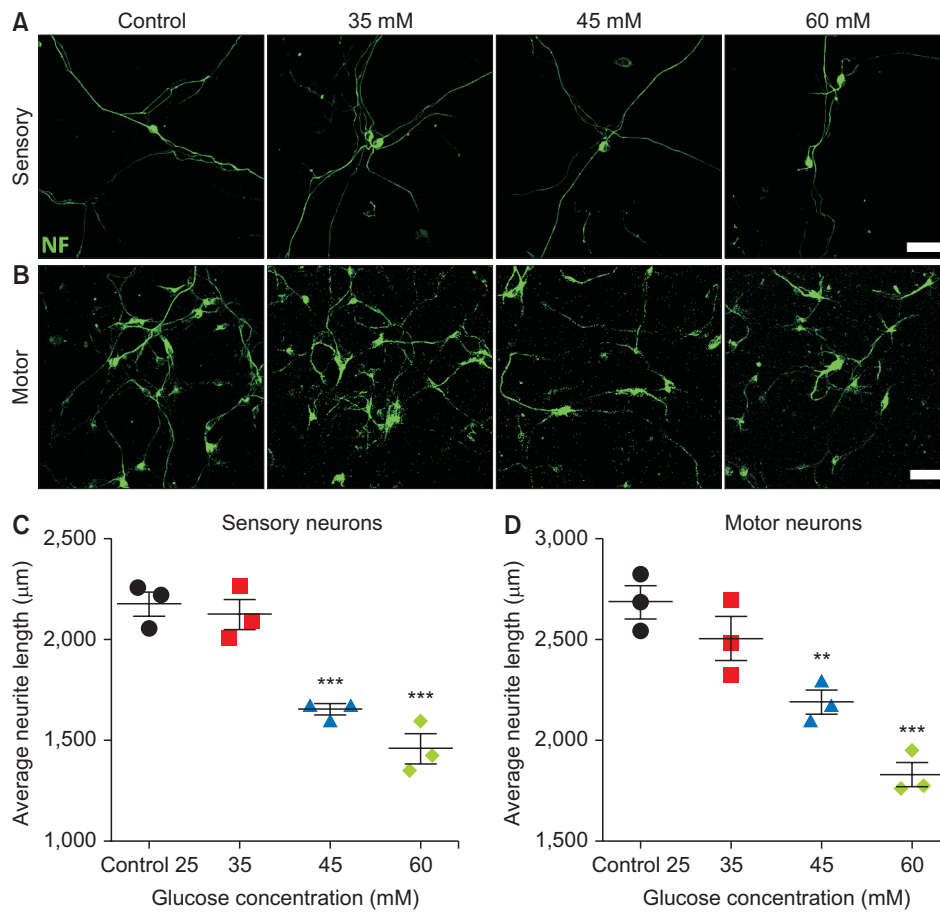 A Control 35 mM 45 mM 60 mM
Sensory
NF
B
Motor
C Sensory neurons
Average neurite length (μm)
2,500
2,000
1,500
1,000
***
***
Control 25 35 45 60
Glucose concentration (mM)
D Motor neurons
Average neurite length (μm)
3,000
2,500
2,000
1,500
**
***
Control 25 35 45 60
Glucose concentration (mM)